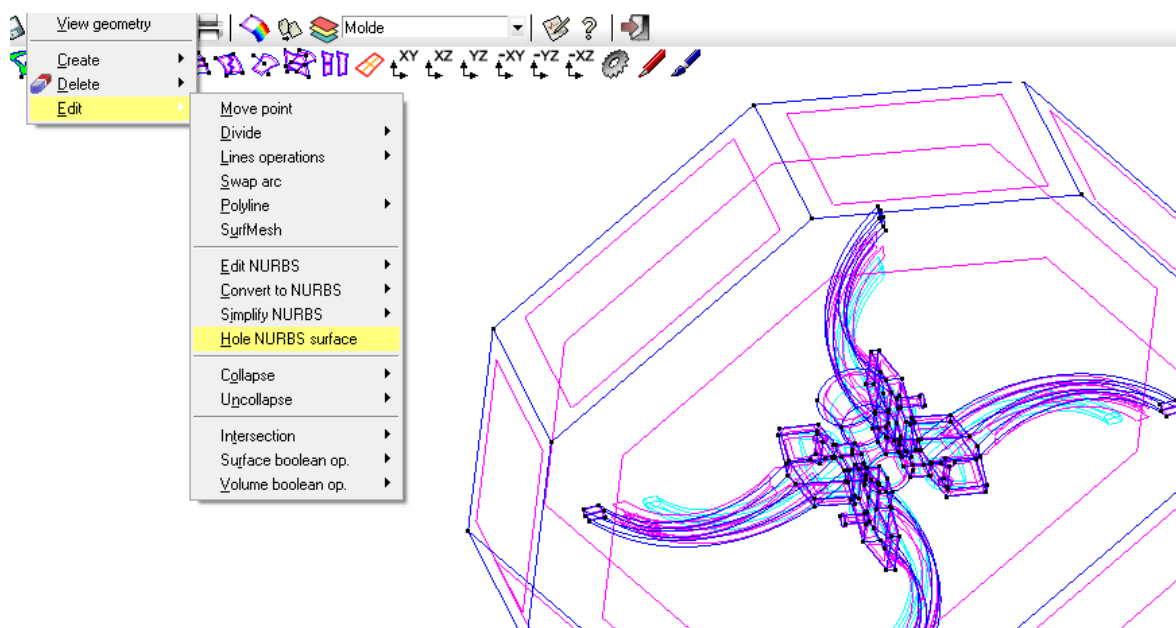 View geometry
Molde
Create
Delete
Edit
XY XZ YZ -XY -YZ -XZ
Move point
Divide
Lines operations
Swap arc
Polyline
SurfMesh
Edit NURBS
Convert to NURBS
Simplify NURBS
Hole NURBS surface
Collapse
Uncollapse
Intersection
Surface boolean op.
Volume boolean op.